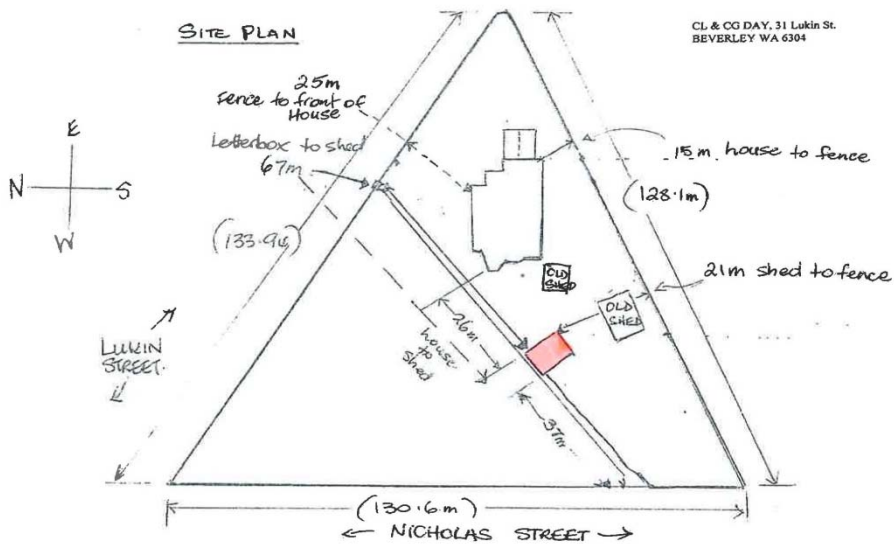 SITE PLAN
CL & CG DAY, 31 Lukin St.
BEVERLEY WA 6304
25m
Fence to front of
House
Letterbox to shed
67m
E
N
S
W
15m house to fence
(128.1m)
(133.9
21m shed to fence
OLD
SHED
OLD
SHED
26m
house
to
shed
LUKIN
STREET.
37m
(130.6m)
← NICHOLAS STREET →